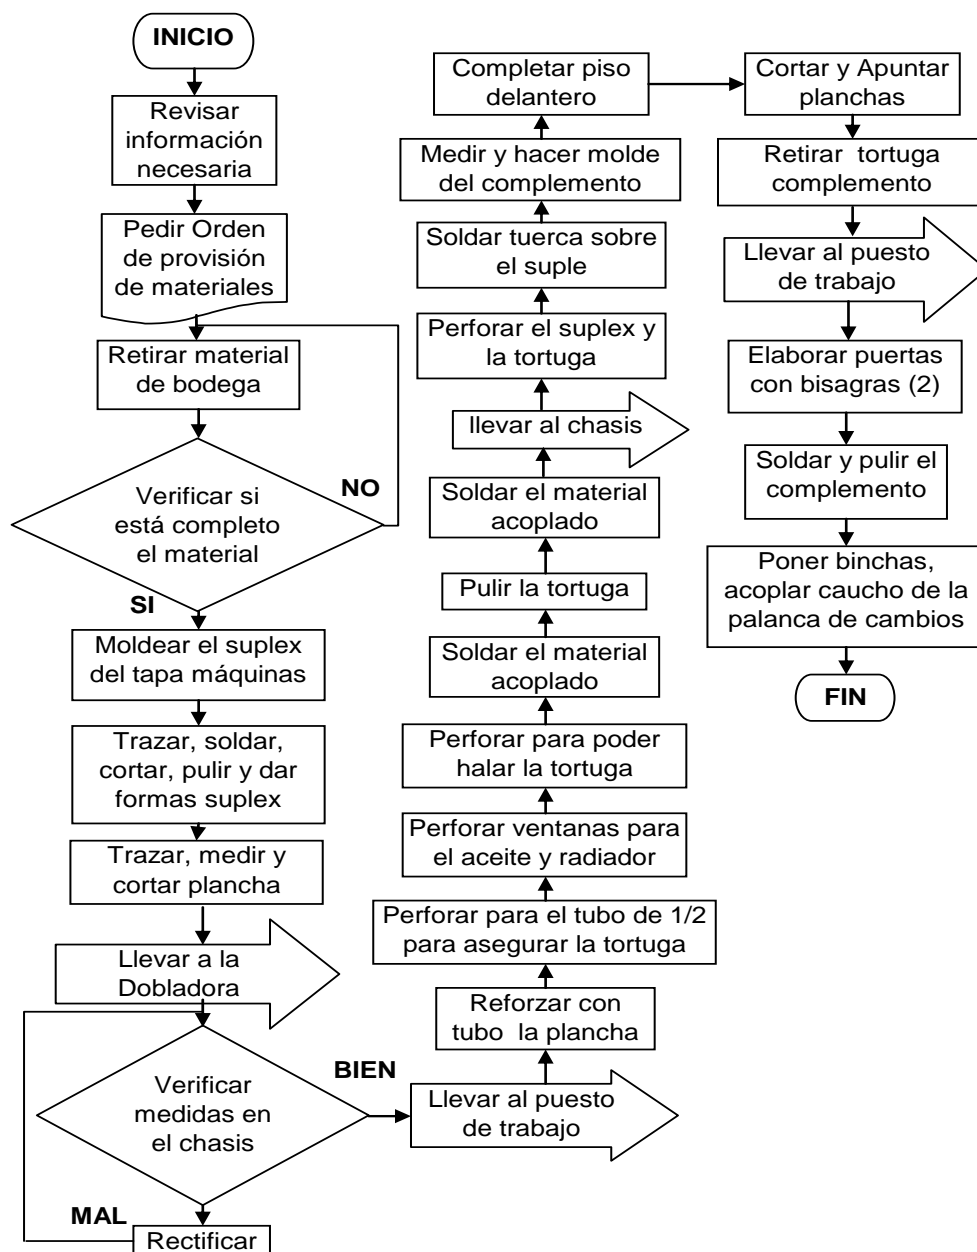 INICIO
Revisar
información
necesaria
Pedir Orden
de provisión
de materiales
Retirar material
de bodega
Verificar si
está completo
el material
NO
SI
Moldear el suplex
del tapa máquinas
Trazar, soldar,
cortar, pulir y dar
formas suplex
Trazar, medir y
cortar plancha
Llevar a la
Dobladora
Verificar
medidas en
el chasis
BIEN
MAL
Rectificar
Llevar al puesto
de trabajo
Reforzar con
tubo la plancha
Perforar para el tubo de 1/2
para asegurar la tortuga
Perforar ventanas para
el aceite y radiador
Perforar para poder
halar la tortuga
Soldar el material
acoplado
Pulir la tortuga
Soldar el material
acoplado
llevar al chasis
Perforar el suplex y
la tortuga
Soldar tuerca sobre
el suple
Medir y hacer molde
del complemento
Completar piso
delantero
Cortar y Apuntar
planchas
Retirar tortuga
complemento
Llevar al puesto
de trabajo
Elaborar puertas
con bisagras (2)
Soldar y pulir el
complemento
Poner binchas,
acoplar caucho de la
palanca de cambios
FIN